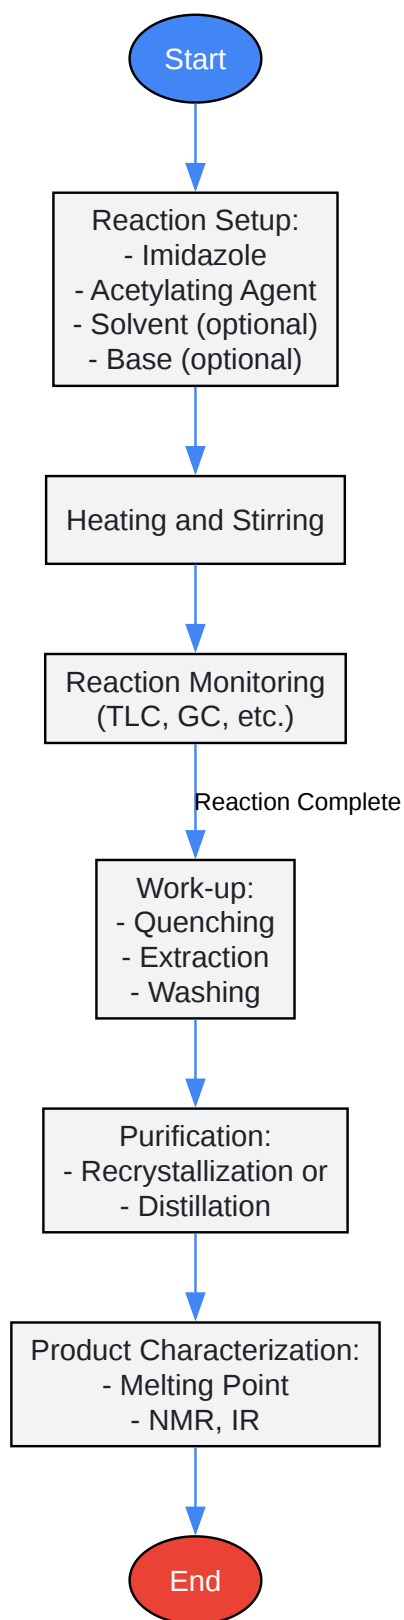 Start
Reaction Setup:
- Imidazole
- Acetylating Agent
- Solvent (optional)
- Base (optional)
Heating and Stirring
Reaction Monitoring
(TLC, GC, etc.)
Reaction Complete
Work-up:
- Quenching
- Extraction
- Washing
Purification:
- Recrystallization or
- Distillation
Product Characterization:
- Melting Point
- NMR, IR
End